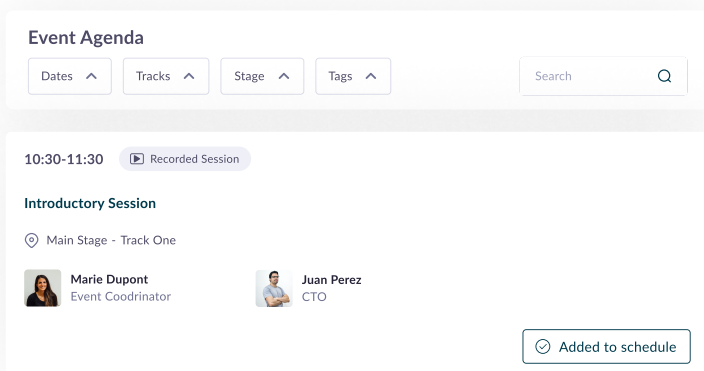 Event Agenda
Dates Tracks Stage Tags Search
10:30-11:30 Recorded Session
Introductory Session
Main Stage - Track One
Marie Dupont Juan Perez
Event Coodrinator CTO
Added to schedule